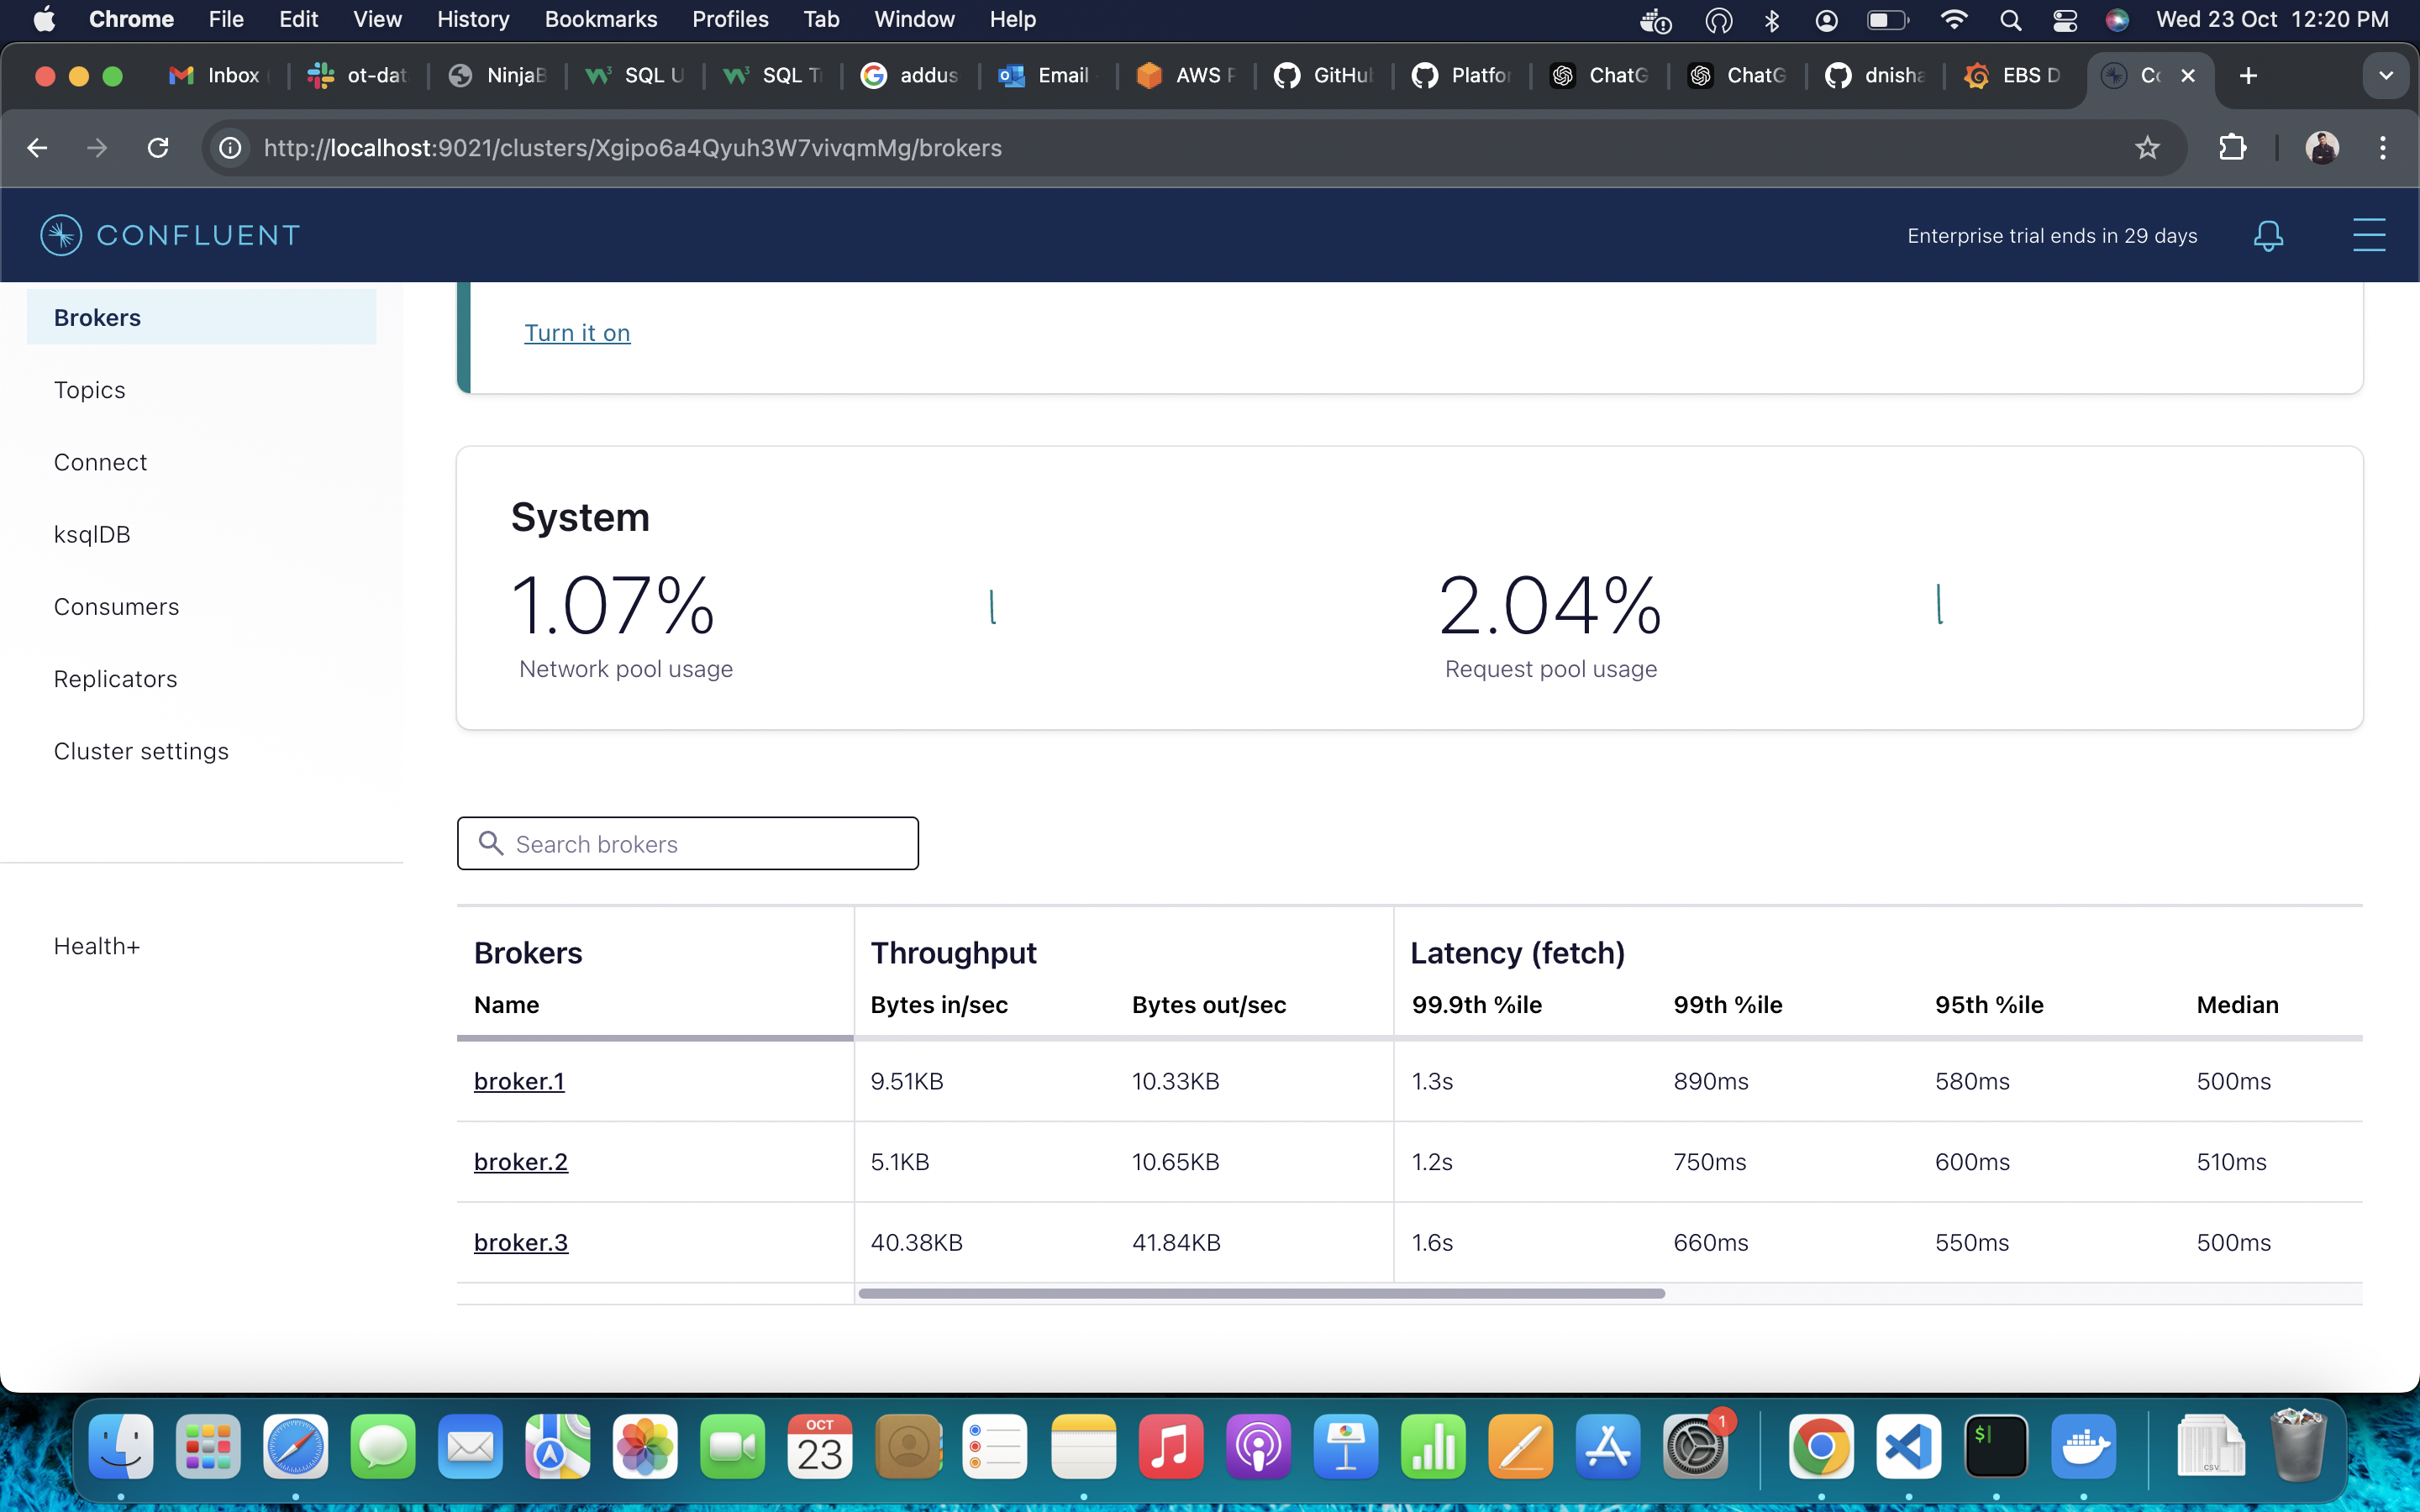 Chrome File Edit View History Bookmarks Profiles Tab Window Help Wed 23 Oct 12:20 PM
Inbox ot-dat NinjaB SQL U SQL T addus Email AWS P GitHu Platfo ChatG ChatG dnisha EBS D Co
http://localhost:9021/clusters/Xgipo6a4Qyuh3W7vivqmMg/brokers
CONFLUENT Enterprise trial ends in 29 days
Brokers
Topics
Connect
ksqlDB
Consumers
Replicators
Cluster settings
Health+
Turn it on
System
1.07% 2.04%
Network pool usage Request pool usage
Search brokers
Brokers Throughput Latency (fetch)
Name Bytes in/sec Bytes out/sec 99.9th %ile 99th %ile 95th %ile Median
broker.1 9.51KB 10.33KB 1.3s 890ms 580ms 500ms
broker.2 5.1KB 10.65KB 1.2s 750ms 600ms 510ms
broker.3 40.38KB 41.84KB 1.6s 660ms 550ms 500ms
OCT
23
1
$
CSV